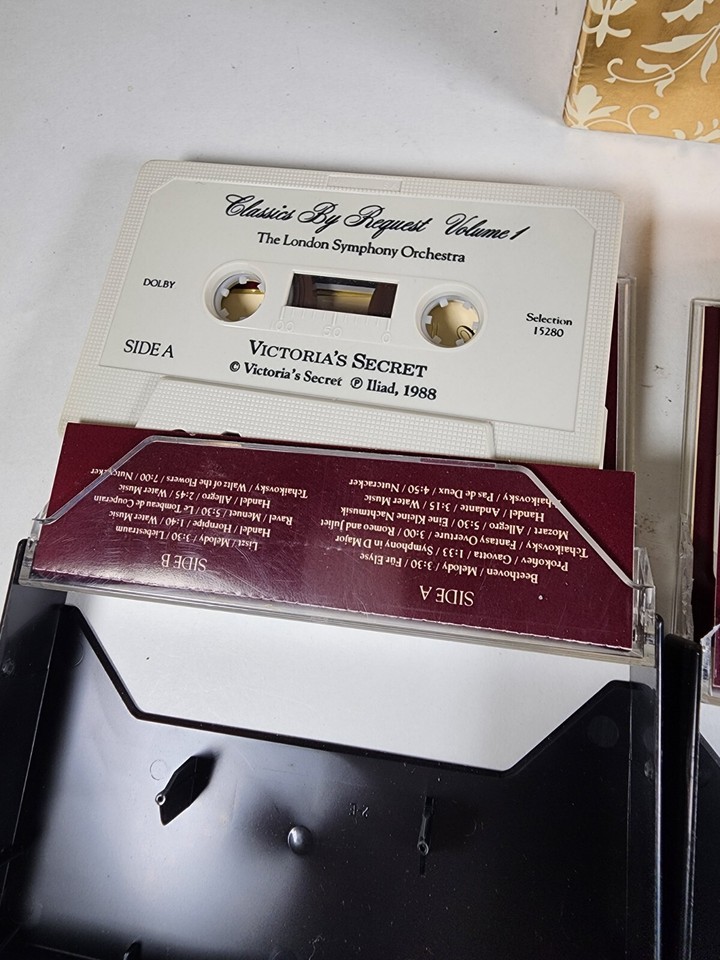 Classics By Request Volume 1
The London Symphony Orchestra
DOLBY
Selection
15280
SIDE A
VICTORIA'S SECRET
© Victoria's Secret ℗ Iliad, 1988
SIDE A
Beethoven / Melody / 3:30 Für Elyse
Prokofiev / Gavotta / 1:33 Symphony in D Major
Tchaikovsky Fantasy Overture / 3:00 / Romeo and Juliet
Mozart / Allegro / 5:30 Eine Kleine Nachmusik
Handel Andante / 3:15 / Water Music
Tchaikovsky / Pas de Deux / 4:50 / Nutcracker
SIDE B
Liszt / Melody / 3:30 / Liebestraum
Handel / Hornpipe / 1:40 / Water Music
Ravel / Menuet / 5:30 / Le Tombeau de Couperain
Handel / Allegro / 2:45 Water Music
Tchaikovsky / Waltz of the Flowers / 7:00 / Nutcracker